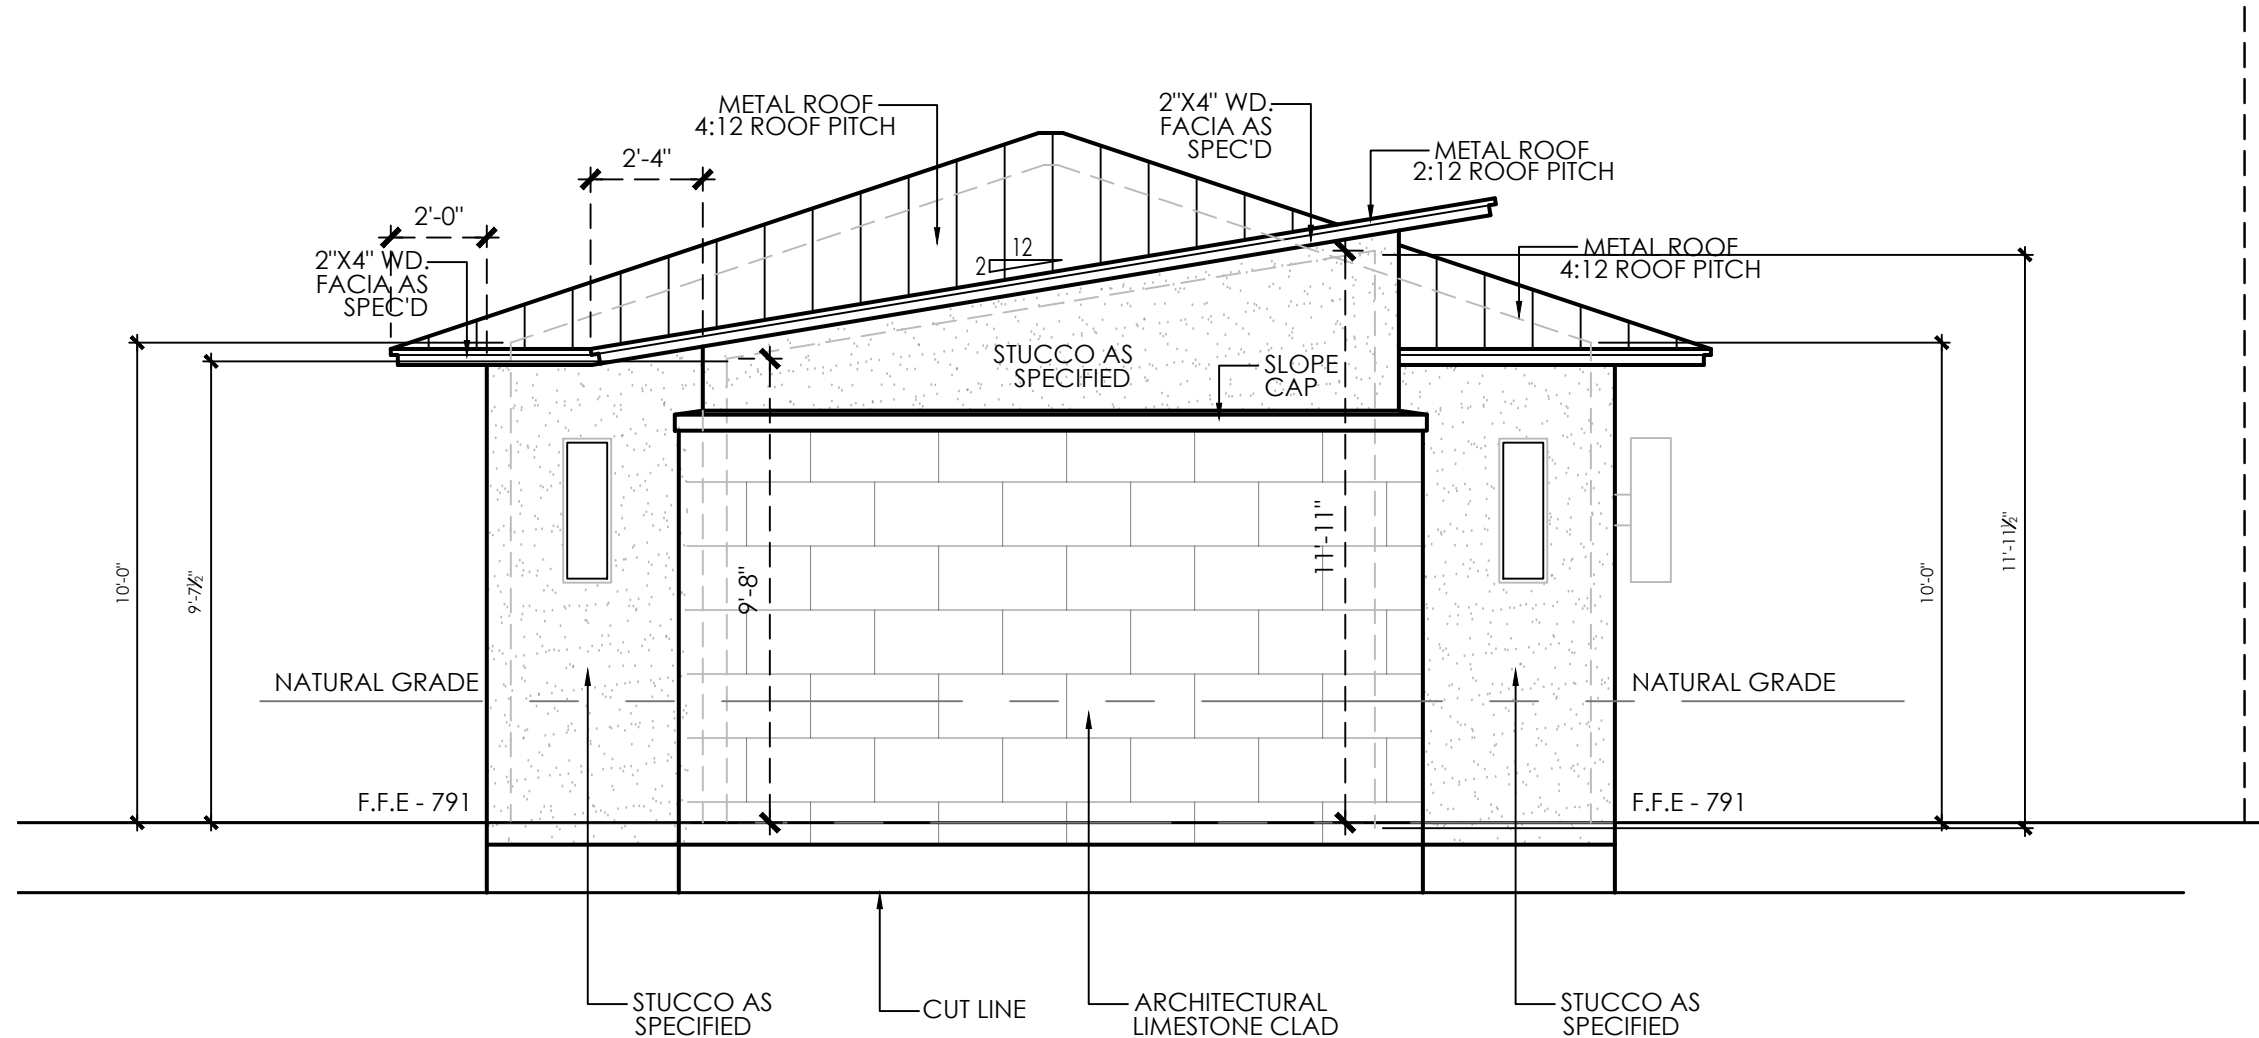 METAL ROOF
4:12 ROOF PITCH
2"X4" WD.
FACIA AS
SPEC'D
METAL ROOF
2:12 ROOF PITCH
2'-4"
2'-0"
2"X4" WD.
FACIA AS
SPEC'D
12
2
METAL ROOF
4:12 ROOF PITCH
STUCCO AS
SPECIFIED
SLOPE
CAP
10'-0"
9'-7½"
9'-8"
11'-11"
10'-0"
11'-11½"
NATURAL GRADE
NATURAL GRADE
F.F.E - 791
F.F.E - 791
STUCCO AS
SPECIFIED
CUT LINE
ARCHITECTURAL
LIMESTONE CLAD
STUCCO AS
SPECIFIED